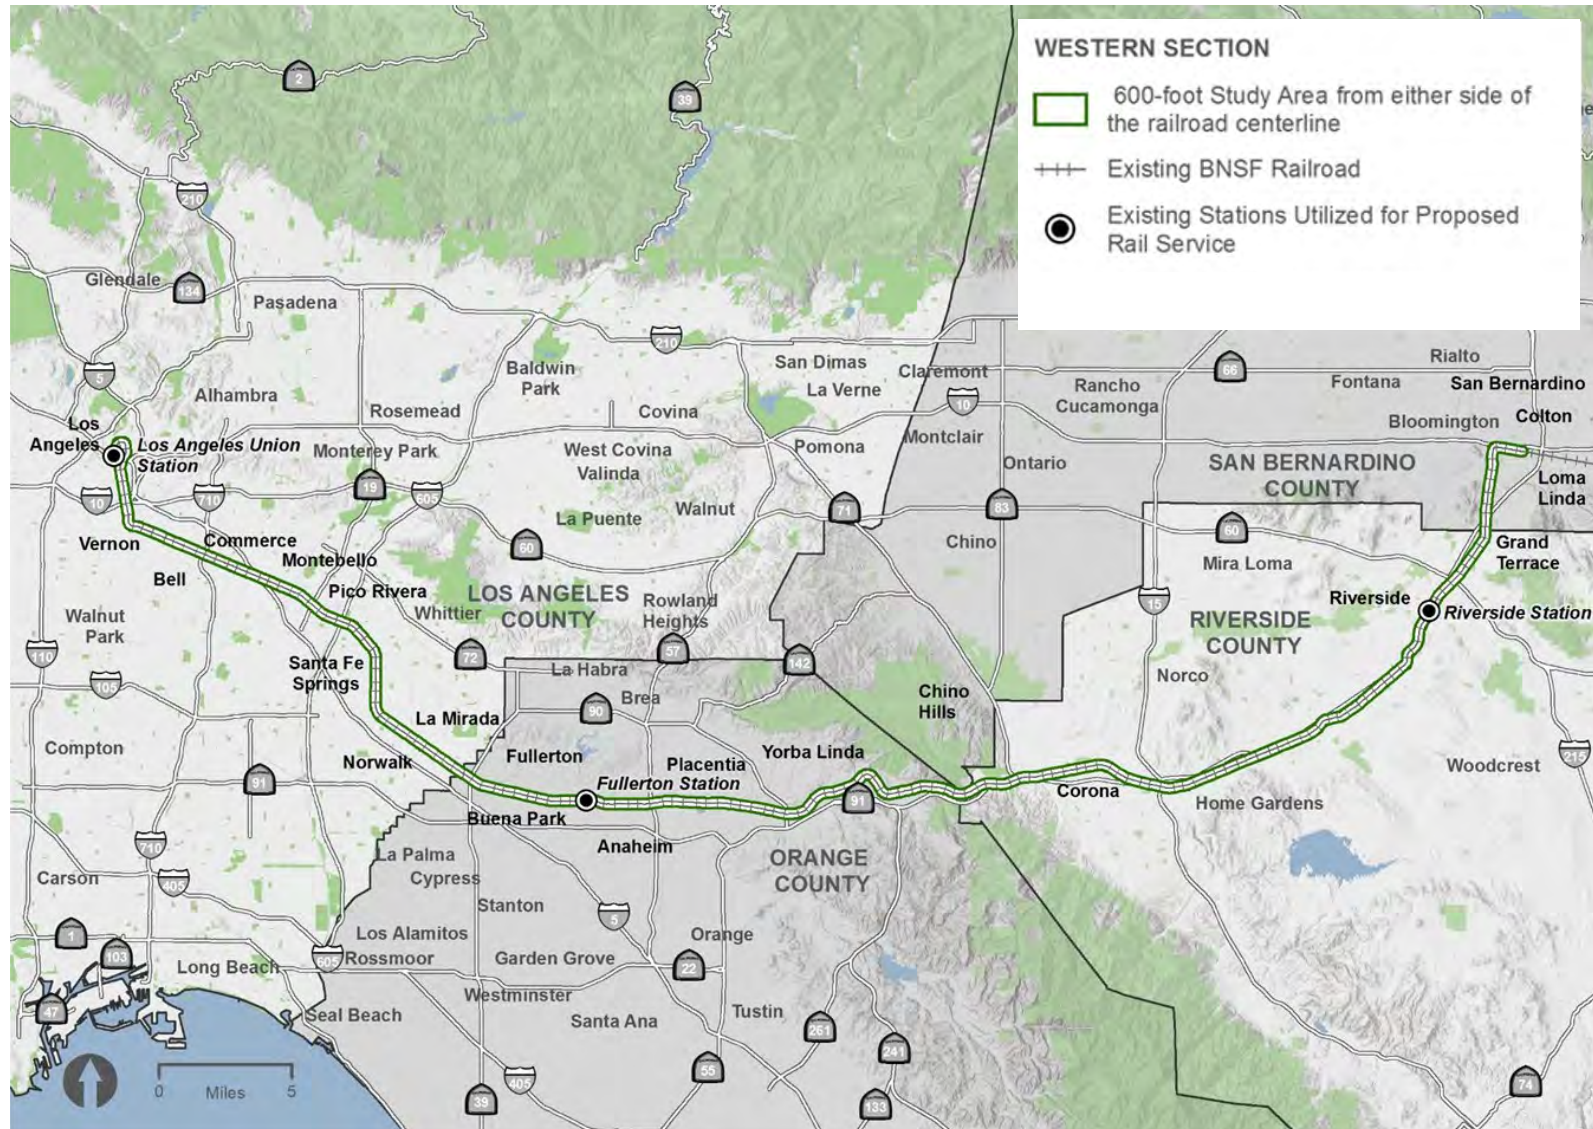 WESTERN SECTION
600-foot Study Area from either side of
the railroad centerline
Existing BNSF Railroad
Existing Stations Utilized for Proposed
Rail Service
2
39
210
Glendale
134
Pasadena
210
5
Baldwin
Park
San Dimas
La Verne
Claremont
66
Rialto
Fontana
San Bernardino
Rancho
Cucamonga
10
Alhambra
Rosemead
Covina
Bloomington
Colton
Los
Angeles
Los Angeles Union
Station
Monterey Park
West Covina
Valinda
Pomona
Montclair
Ontario
SAN BERNARDINO
COUNTY
Loma
Linda
10
710
19
605
La Puente
Walnut
71
83
60
Vernon
Commerce
60
Chino
Mira Loma
Grand
Terrace
Bell
Montebello
Pico Rivera
LOS ANGELES
COUNTY
Rowland
Heights
15
Riverside
Riverside Station
Walnut
Park
Whittier
RIVERSIDE
COUNTY
110
72
57
142
Santa Fe
Springs
La Habra
105
Brea
90
Chino
Hills
Norco
La Mirada
Compton
Norwalk
Fullerton
Placentia
Yorba Linda
215
Woodcrest
91
Fullerton Station
91
Corona
Home Gardens
Buena Park
Anaheim
710
La Palma
Cypress
ORANGE
COUNTY
Carson
405
Stanton
5
1
103
Los Alamitos
Rossmoor
605
Orange
Long Beach
Garden Grove
22
47
Westminster
Seal Beach
Santa Ana
Tustin
261
241
0
Miles
5
405
55
39
133
74